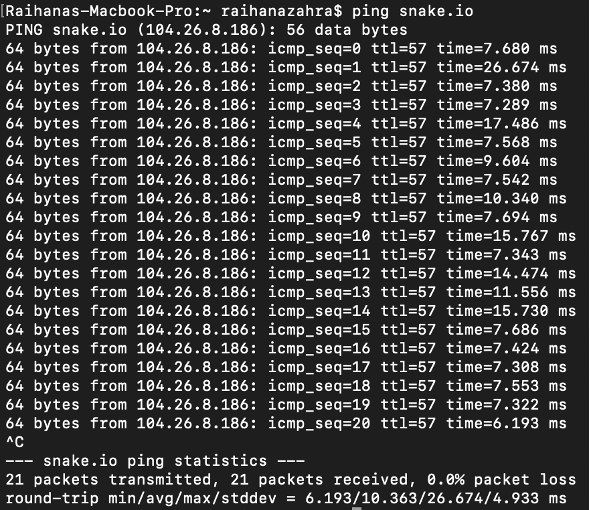 [Raihanas-Macbook-Pro:~ raihanazahra$ ping snake.io
PING snake.io (104.26.8.186): 56 data bytes
64 bytes from 104.26.8.186: icmp_seq=0 ttl=57 time=7.680 ms
64 bytes from 104.26.8.186: icmp_seq=1 ttl=57 time=26.674 ms
64 bytes from 104.26.8.186: icmp_seq=2 ttl=57 time=7.380 ms
64 bytes from 104.26.8.186: icmp_seq=3 ttl=57 time=7.289 ms
64 bytes from 104.26.8.186: icmp_seq=4 ttl=57 time=17.486 ms
64 bytes from 104.26.8.186: icmp_seq=5 ttl=57 time=7.568 ms
64 bytes from 104.26.8.186: icmp_seq=6 ttl=57 time=9.604 ms
64 bytes from 104.26.8.186: icmp_seq=7 ttl=57 time=7.542 ms
64 bytes from 104.26.8.186: icmp_seq=8 ttl=57 time=10.340 ms
64 bytes from 104.26.8.186: icmp_seq=9 ttl=57 time=7.694 ms
64 bytes from 104.26.8.186: icmp_seq=10 ttl=57 time=15.767 ms
64 bytes from 104.26.8.186: icmp_seq=11 ttl=57 time=7.343 ms
64 bytes from 104.26.8.186: icmp_seq=12 ttl=57 time=14.474 ms
64 bytes from 104.26.8.186: icmp_seq=13 ttl=57 time=11.556 ms
64 bytes from 104.26.8.186: icmp_seq=14 ttl=57 time=15.730 ms
64 bytes from 104.26.8.186: icmp_seq=15 ttl=57 time=7.686 ms
64 bytes from 104.26.8.186: icmp_seq=16 ttl=57 time=7.424 ms
64 bytes from 104.26.8.186: icmp_seq=17 ttl=57 time=7.308 ms
64 bytes from 104.26.8.186: icmp_seq=18 ttl=57 time=7.553 ms
64 bytes from 104.26.8.186: icmp_seq=19 ttl=57 time=7.322 ms
64 bytes from 104.26.8.186: icmp_seq=20 ttl=57 time=6.193 ms
^C
--- snake.io ping statistics ---
21 packets transmitted, 21 packets received, 0.0% packet loss
round-trip min/avg/max/stddev = 6.193/10.363/26.674/4.933 ms